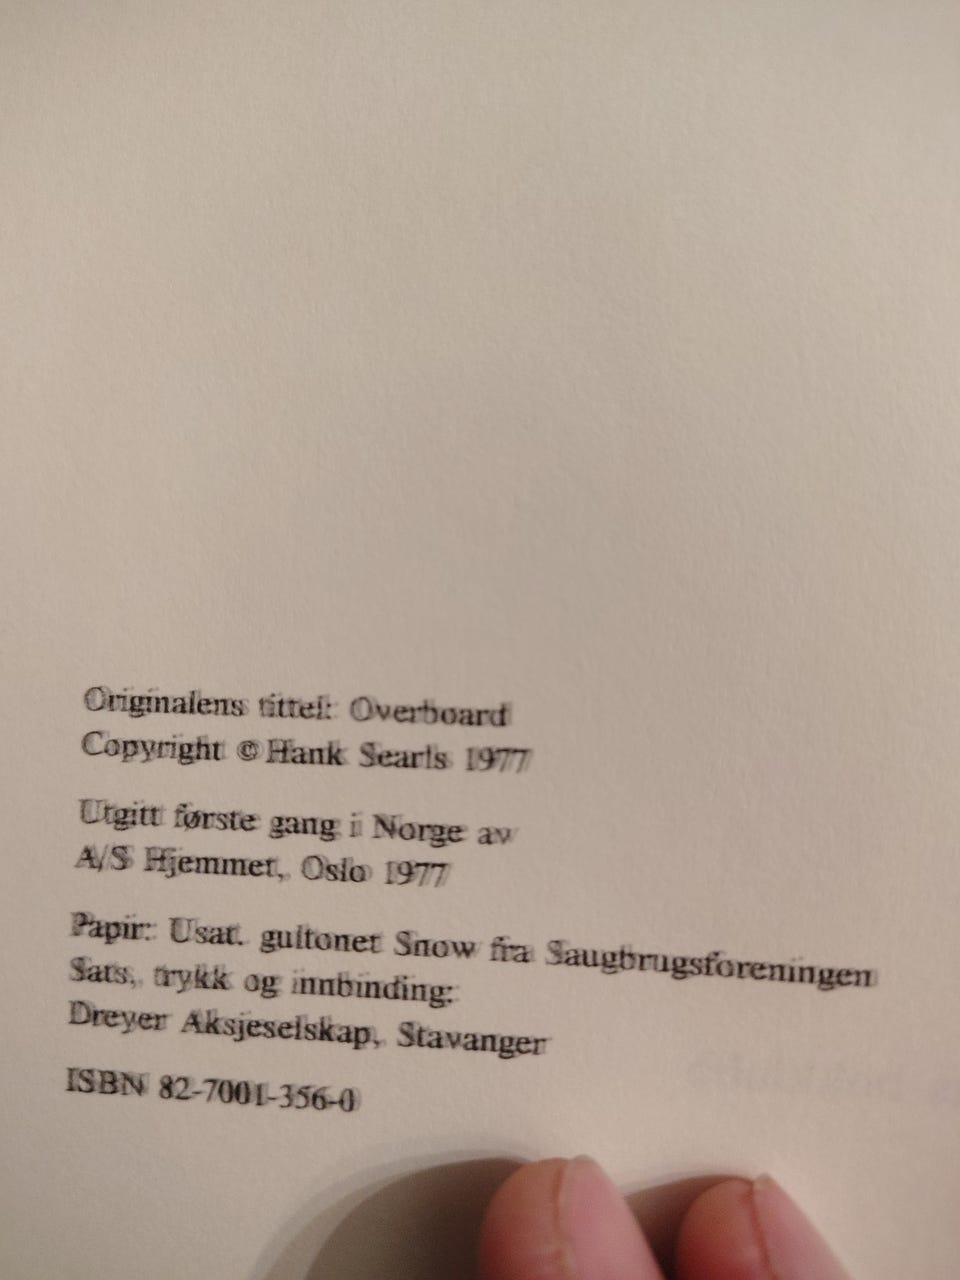 Originalens tittel: Overboard
Copyright © Hank Searls 1977
Utgitt første gang i Norge av
A/S Hjemmet, Oslo 1977
Papir: Usat. gultonet Snow fra Saugbrugsforeningen
Sats, trykk og innbinding:
Dreyer Aksjeselskap, Stavanger
ISBN 82-7001-356-0